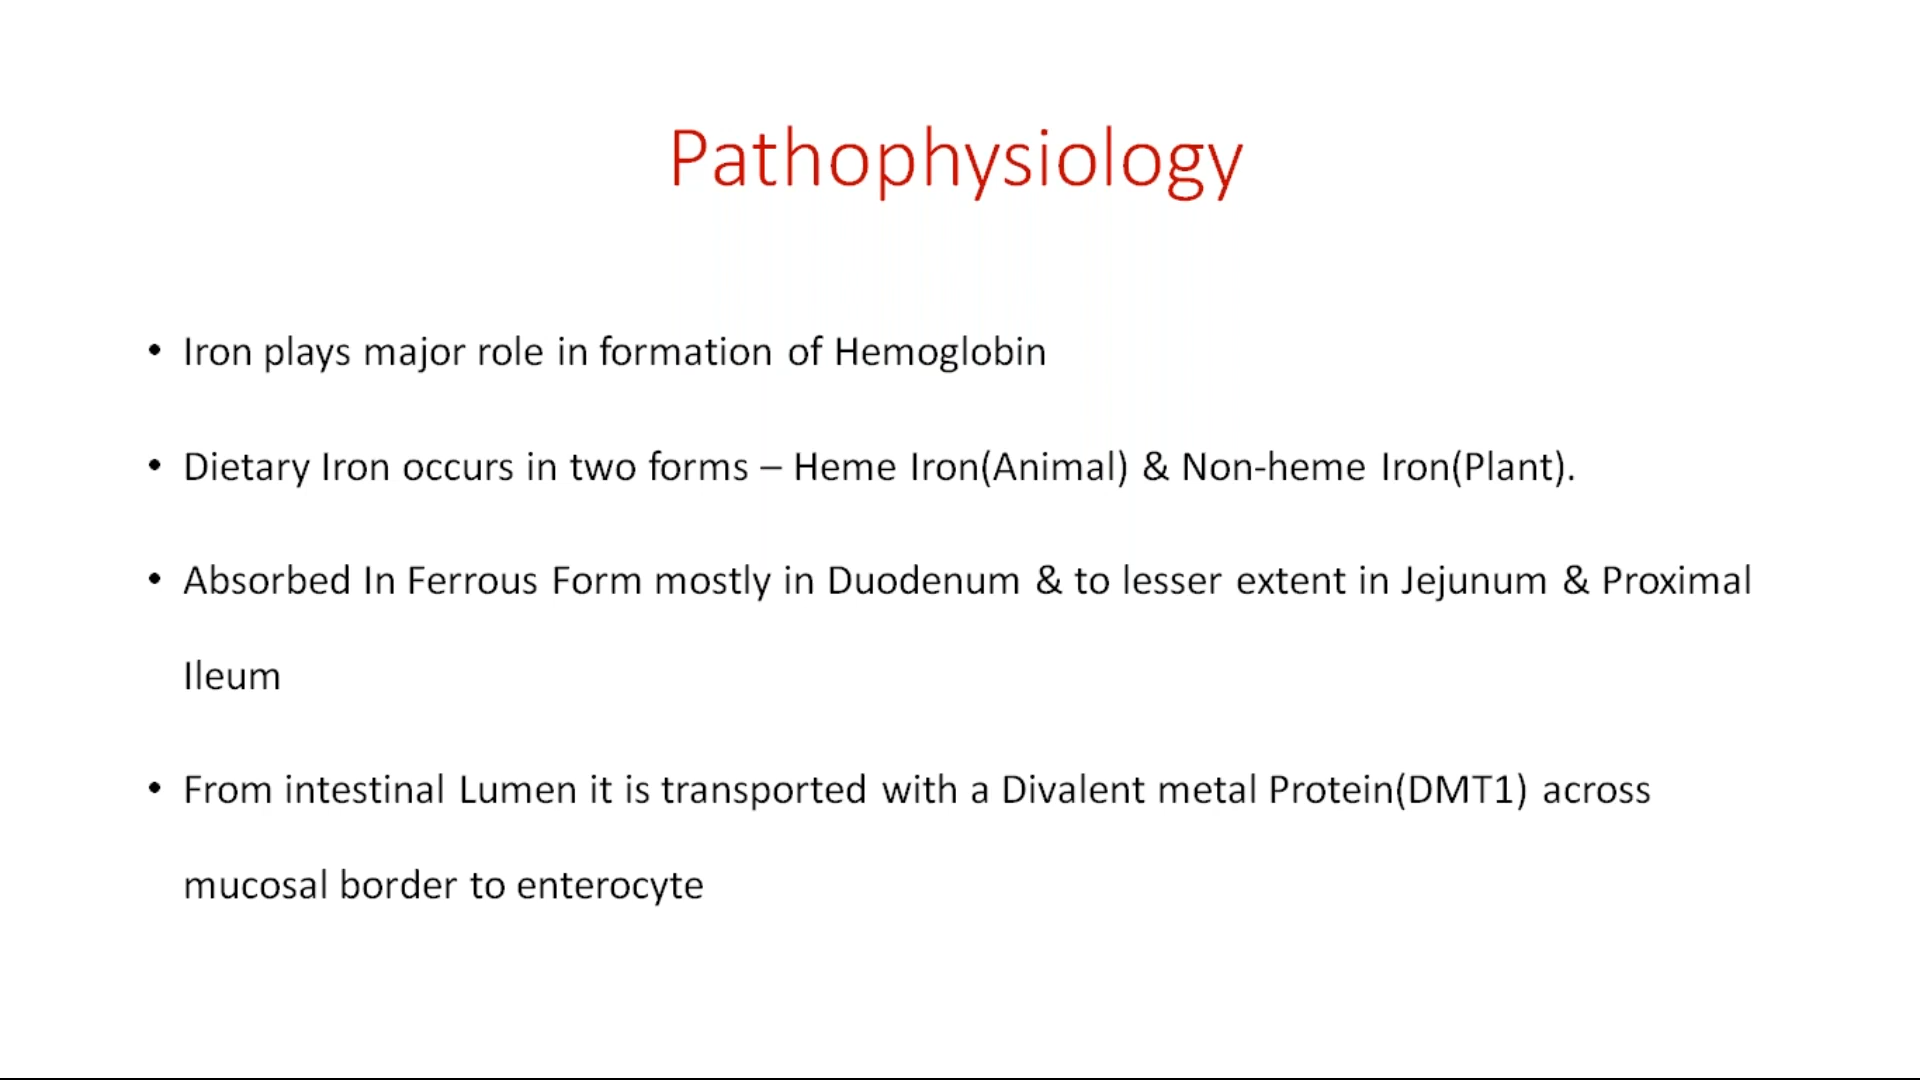 Pathophysiology
• Iron plays major role in formation of Hemoglobin
• Dietary Iron occurs in two forms – Heme Iron(Animal) & Non-heme Iron(Plant).
• Absorbed In Ferrous Form mostly in Duodenum & to lesser extent in Jejunum & Proximal
Ileum
• From intestinal Lumen it is transported with a Divalent metal Protein(DMT1) across
mucosal border to enterocyte